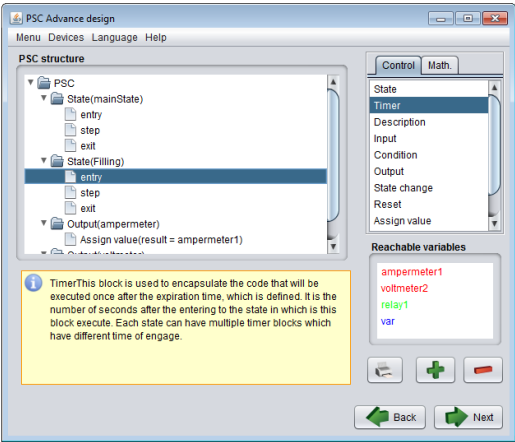 PSC Advance design
Menu Devices Language Help
PSC structure
PSC
State(mainState)
entry
step
exit
State(Filling)
entry
step
exit
Output(ampermeter)
Assign value(result = ampermeter1)
Control Math.
State
Timer
Description
Input
Condition
Output
State change
Reset
Assign value
Reachable variables
ampermeter1
voltmeter2
relay1
var
TimerThis block is used to encapsulate the code that will be
executed once after the expiration time, which is defined. It is the
number of seconds after the entering to the state in which is this
block execute. Each state can have multiple timer blocks which
have different time of engage.
Back Next